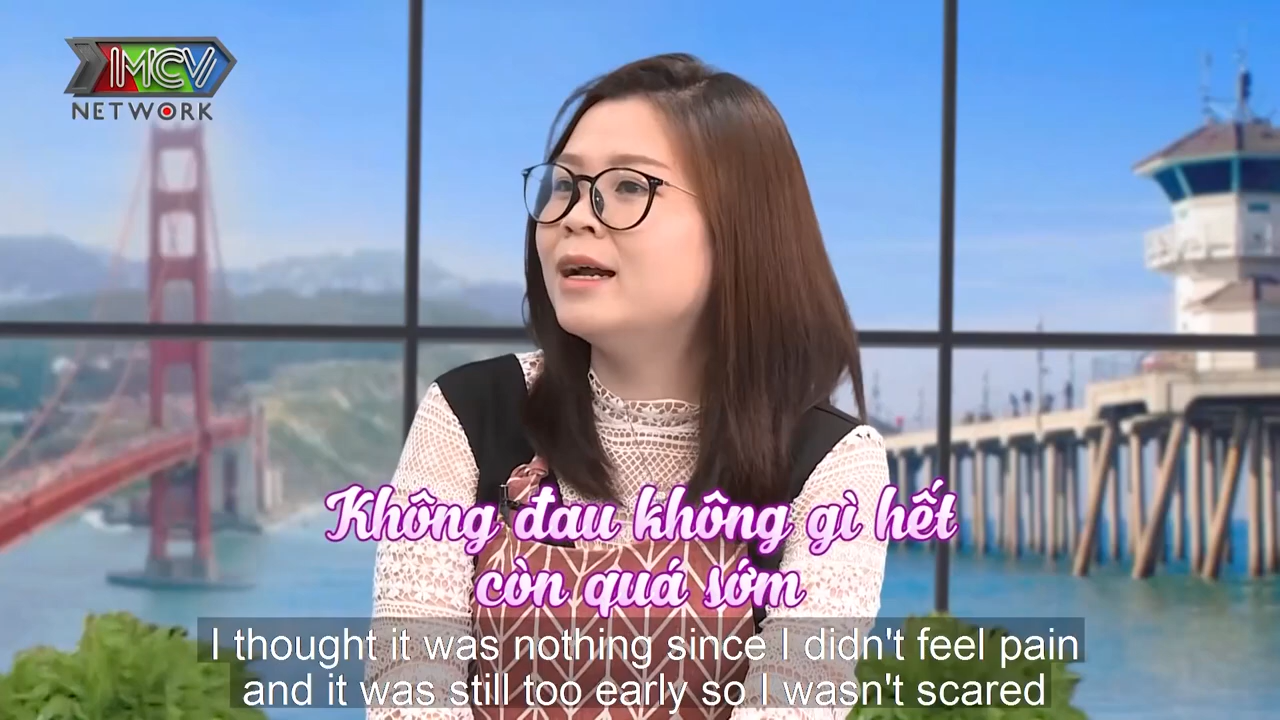 MCV
NETWORK
Không đau không gì hết
còn quá sớm
I thought it was nothing since I didn't feel pain
and it was still too early so I wasn't scared